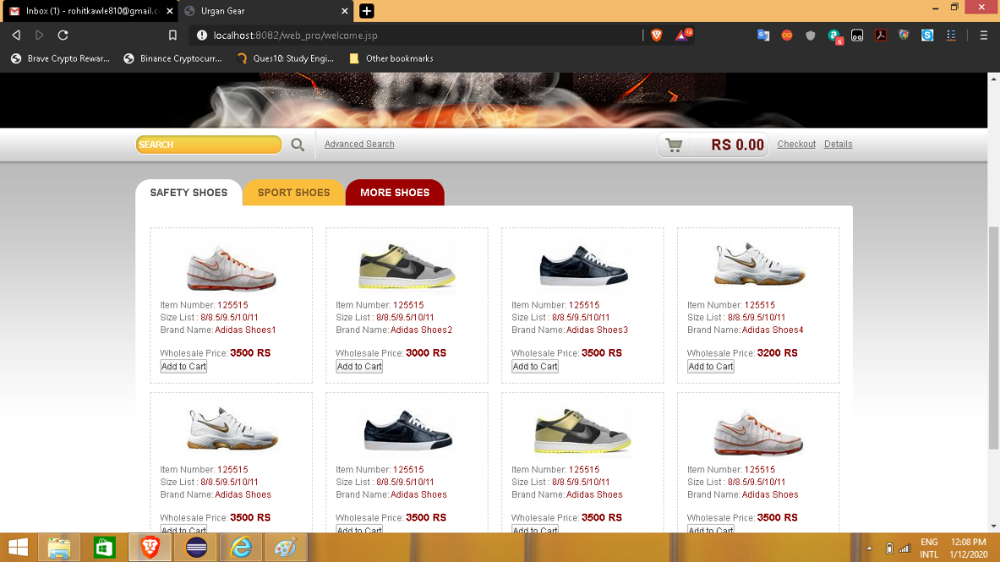 Inbox (1) - rohitkawle810@gmail.c
Urgan Gear
localhost:8082/web_pro/welcome.jsp
Brave Crypto Rewar...
Binance Cryptocurr...
Ques10: Study Engi...
Other bookmarks
SEARCH
Advanced Search
RS 0.00
Checkout
Details
SAFETY SHOES
SPORT SHOES
MORE SHOES
Item Number: 125515
Size List : 8/8.5/9.5/10/11
Brand Name: Adidas Shoes1
Wholesale Price: 3500 RS
Add to Cart
Item Number: 125515
Size List : 8/8.5/9.5/10/11
Brand Name: Adidas Shoes2
Wholesale Price: 3000 RS
Add to Cart
Item Number: 125515
Size List : 8/8.5/9.5/10/11
Brand Name: Adidas Shoes3
Wholesale Price: 3500 RS
Add to Cart
Item Number: 125515
Size List : 8/8.5/9.5/10/11
Brand Name: Adidas Shoes4
Wholesale Price: 3200 RS
Add to Cart
Item Number: 125515
Size List : 8/8.5/9.5/10/11
Brand Name: Adidas Shoes
Wholesale Price: 3500 RS
Add to Cart
Item Number: 125515
Size List : 8/8.5/9.5/10/11
Brand Name: Adidas Shoes
Wholesale Price: 3500 RS
Add to Cart
Item Number: 125515
Size List : 8/8.5/9.5/10/11
Brand Name: Adidas Shoes
Wholesale Price: 3500 RS
Add to Cart
Item Number: 125515
Size List : 8/8.5/9.5/10/11
Brand Name: Adidas Shoes
Wholesale Price: 3500 RS
Add to Cart
ENG
INTL
12:08 PM
1/12/2020